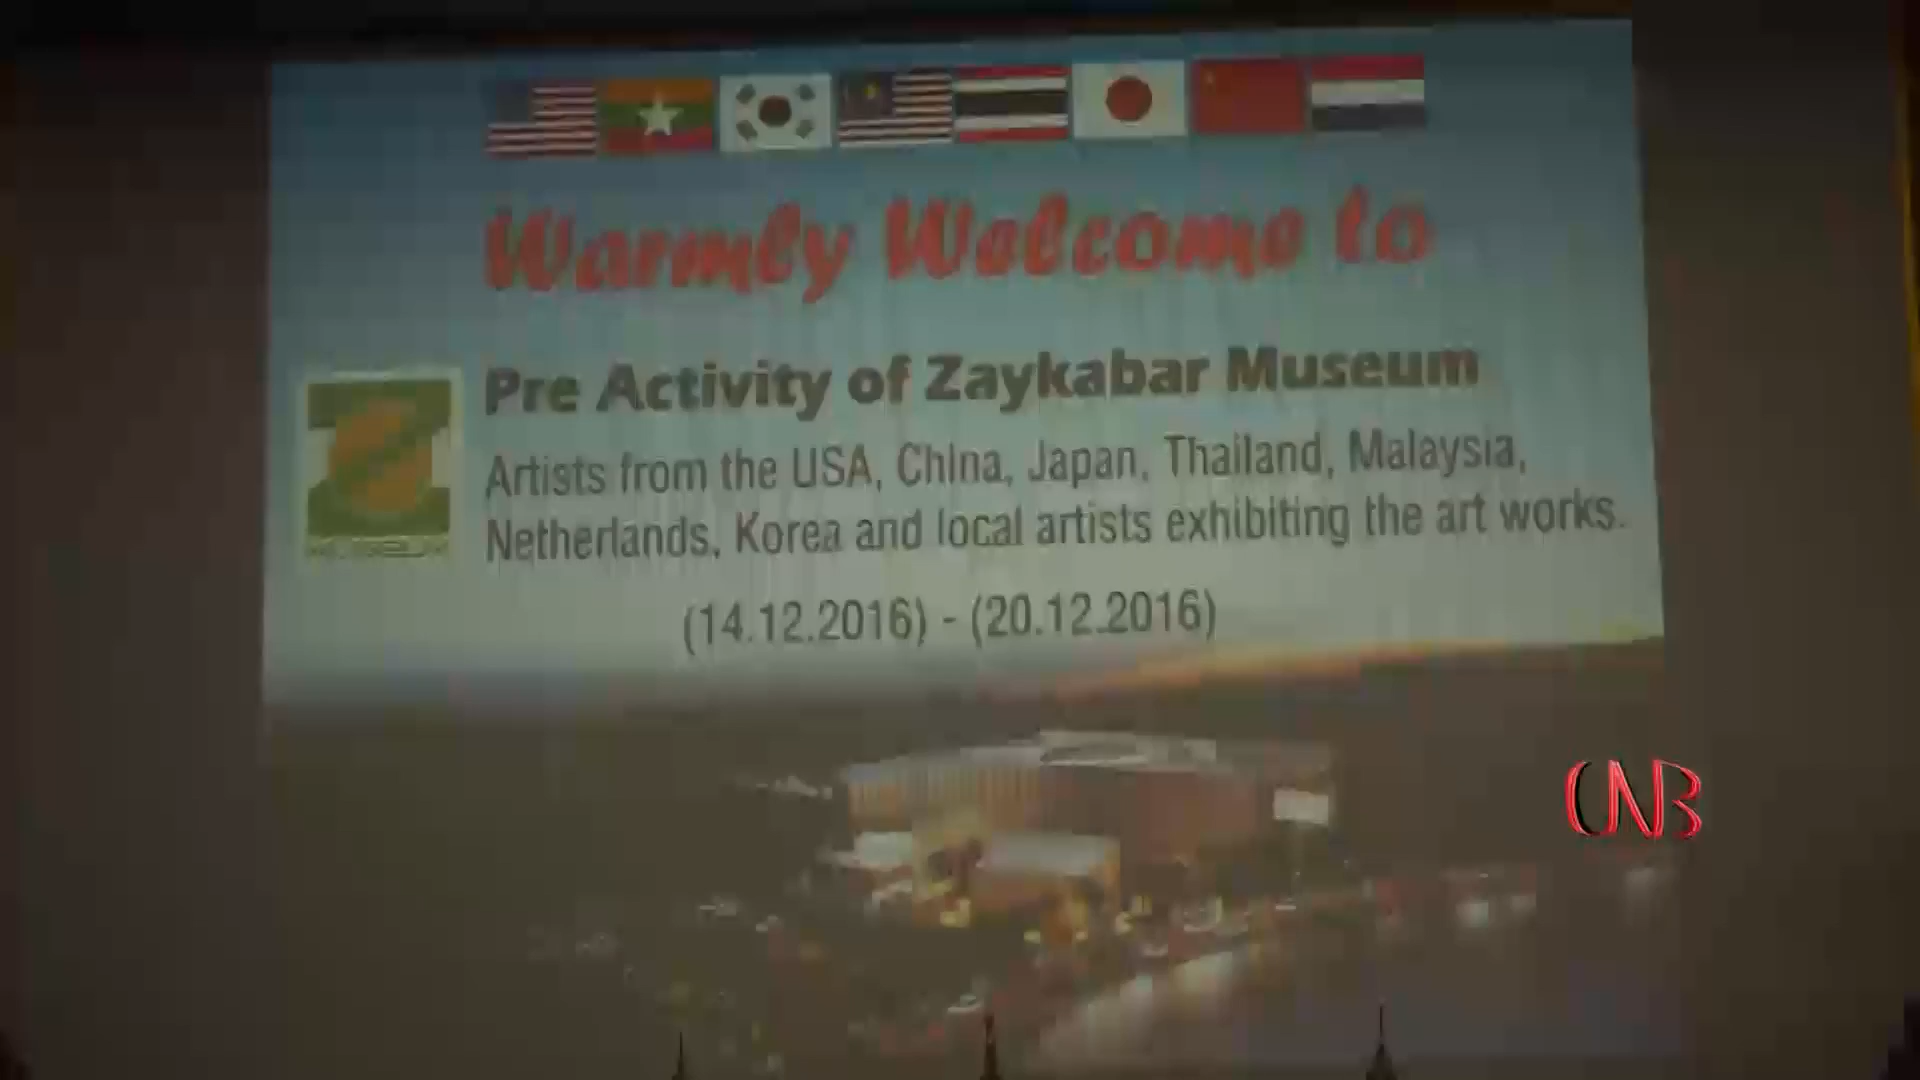 Warmly Welcome to
Pre Activity of Zaykabar Museum
Artists from the USA, China, Japan, Thailand, Malaysia,
Netherlands, Korea and local artists exhibiting the art works.
(14.12.2016) - (20.12.2016)
CNB